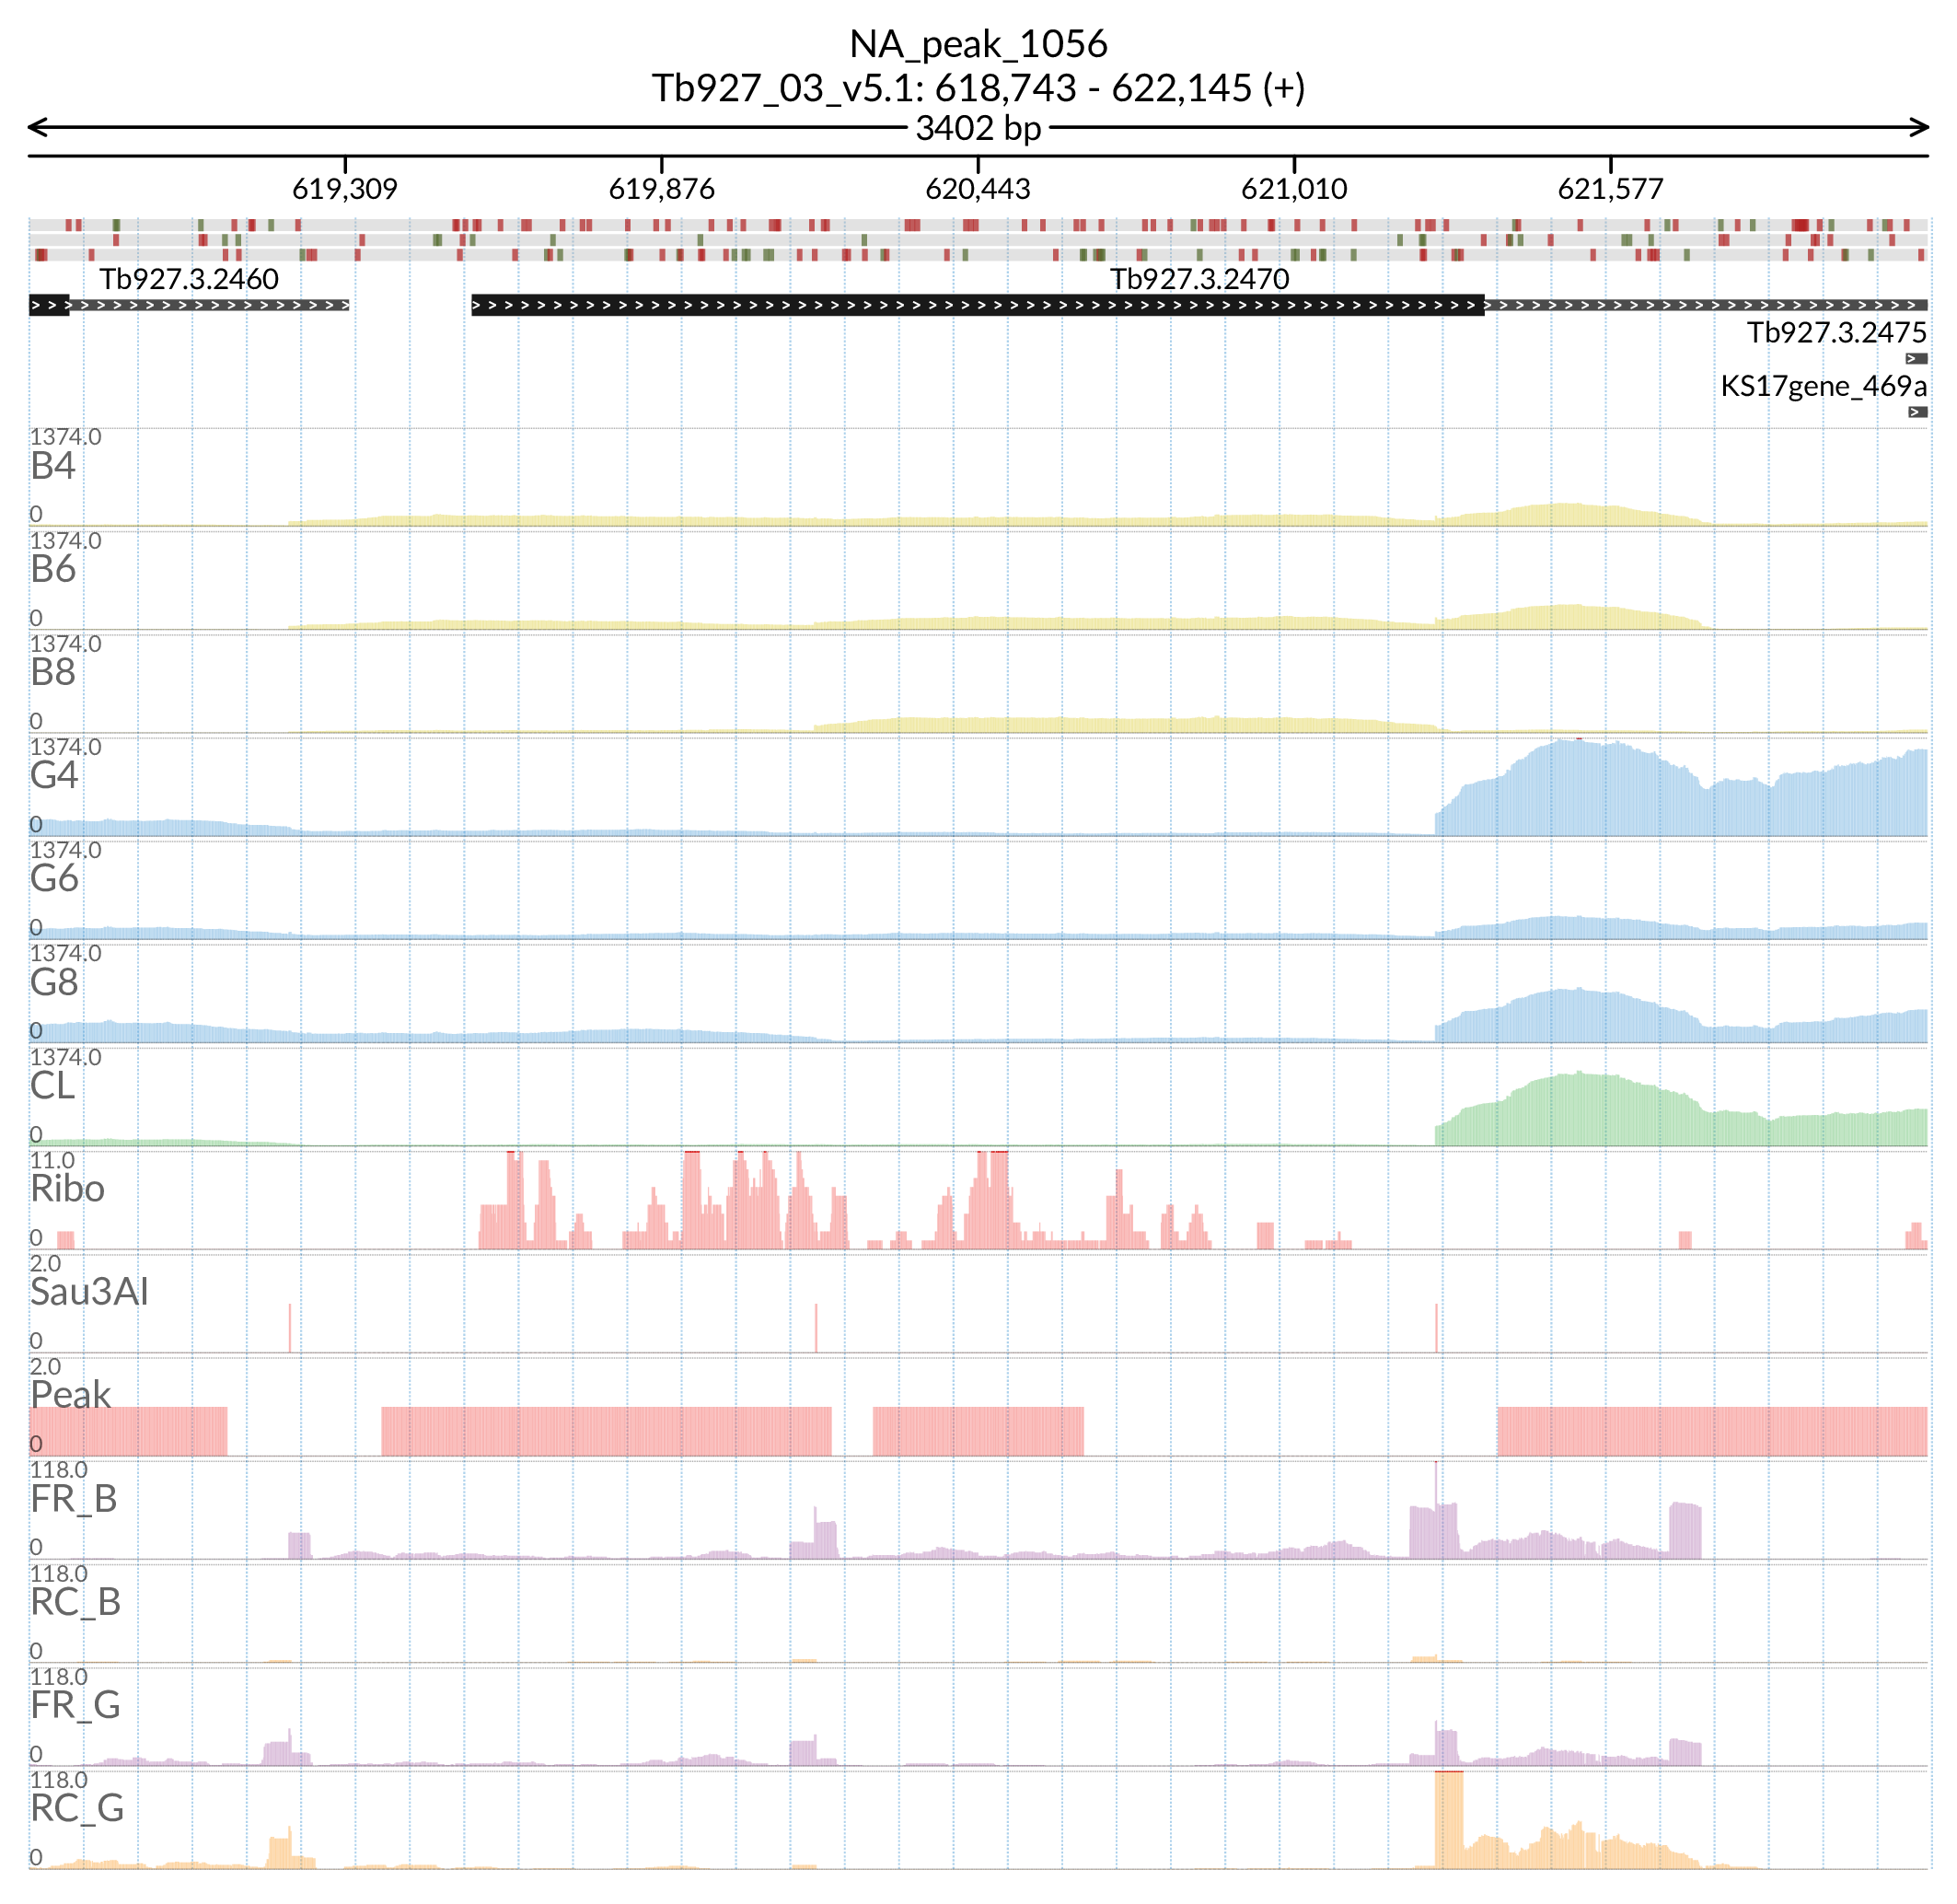 NA_peak_1056
Tb927_03_v5.1: 618,743 - 622,145 (+)
3402 bp
619,309 619,876 620,443 621,010 621,577
Tb927.3.2460 Tb927.3.2470
Tb927.3.2475
KS17gene_469a
1374.0
B4
0
1374.0
B6
0
1374.0
B8
0
1374.0
G4
0
1374.0
G6
0
1374.0
G8
0
1374.0
CL
0
11.0
Ribo
0
2.0
Sau3AI
0
2.0
Peak
0
118.0
FR_B
0
118.0
RC_B
0
118.0
FR_G
0
118.0
RC_G
0